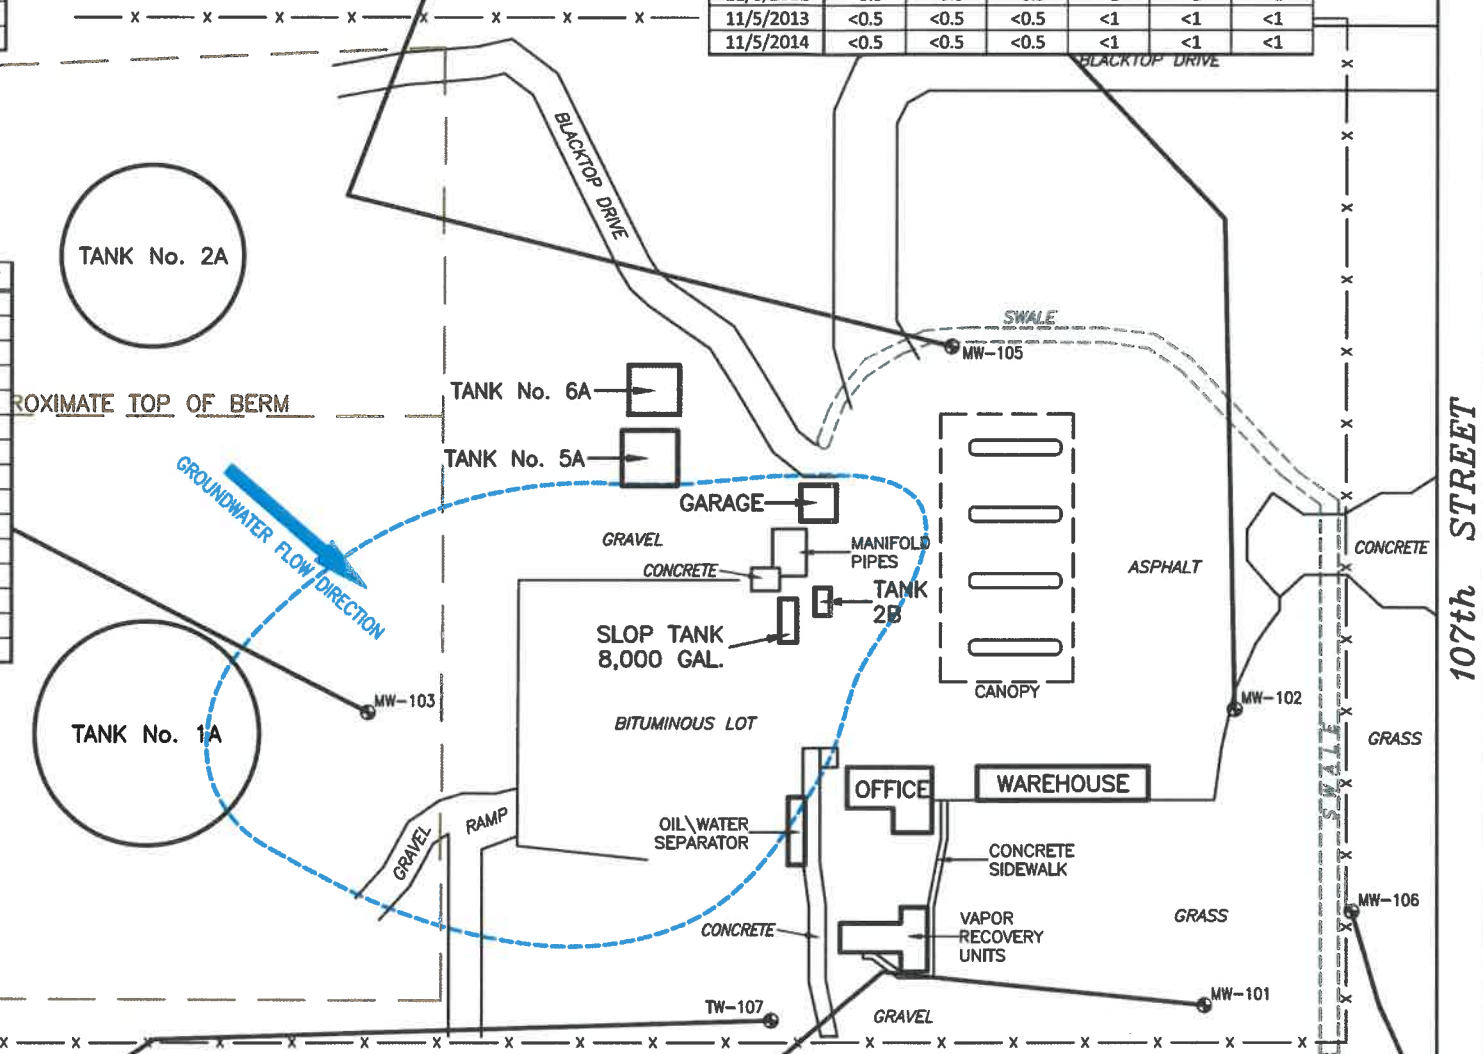 11/5/2013 <0.5 <0.5 <0.5 <1 <1 <1
11/5/2014 <0.5 <0.5 <0.5 <1 <1 <1
BLACKTOP DRIVE
BLACKTOP DRIVE
TANK No. 2A
SWALE
MW-105
TANK No. 6A
ROXIMATE TOP OF BERM
107th STREET
TANK No. 5A
GROUNDWATER FLOW DIRECTION
GARAGE
GRAVEL
MANIFOLD
PIPES
CONCRETE
CONCRETE
ASPHALT
TANK
2B
SLOP TANK
8,000 GAL.
CANOPY
MW-103
MW-102
BITUMINOUS LOT
TANK No. 1A
GRASS
SWALE
OFFICE
WAREHOUSE
RAMP
GRAVEL
OIL\WATER
SEPARATOR
CONCRETE
SIDEWALK
MW-106
GRASS
CONCRETE
VAPOR
RECOVERY
UNITS
MW-101
TW-107
GRAVEL